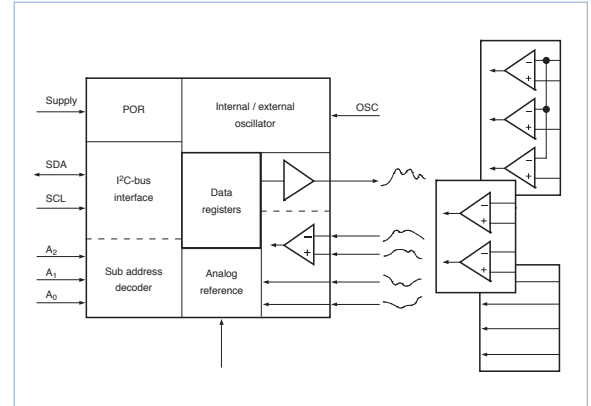 Supply
POR
Internal / external
oscillator
OSC
SDA
SCL
I²C-bus
interface
Data
registers
A₂
A₁
A₀
Sub address
decoder
Analog
reference
−
+
−
+
−
+
−
+
−
+
−
+